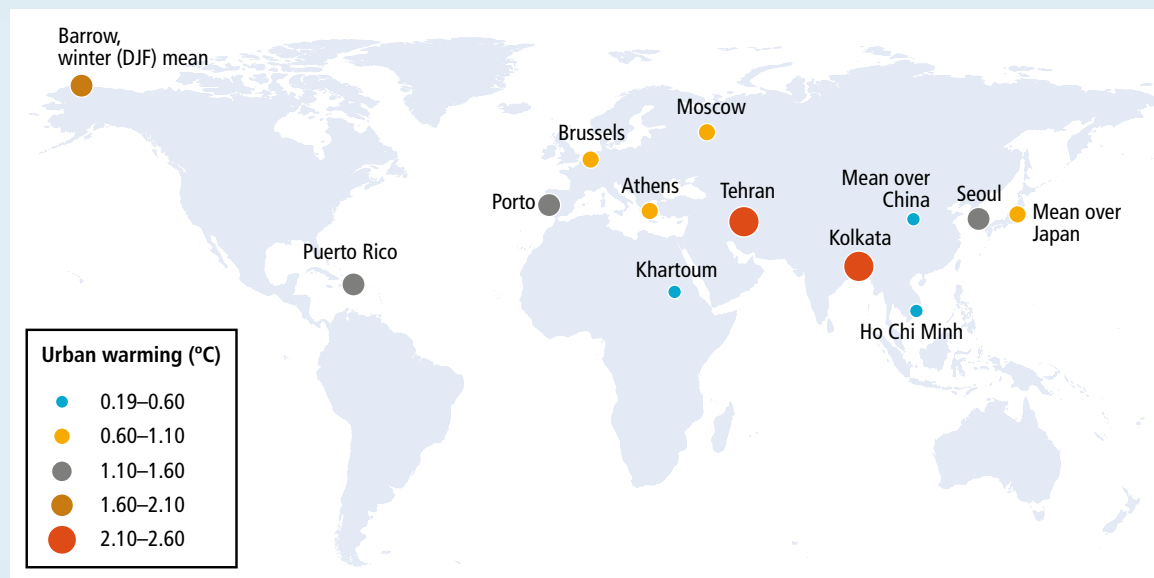 Barrow,
winter (DJF) mean
Moscow
Brussels
Athens
Tehran
Mean over
China
Seoul
Porto
Mean over
Japan
Kolkata
Puerto Rico
Khartoum
Ho Chi Minh
Urban warming (ºC)
0.19–0.60
0.60–1.10
1.10–1.60
1.60–2.10
2.10–2.60